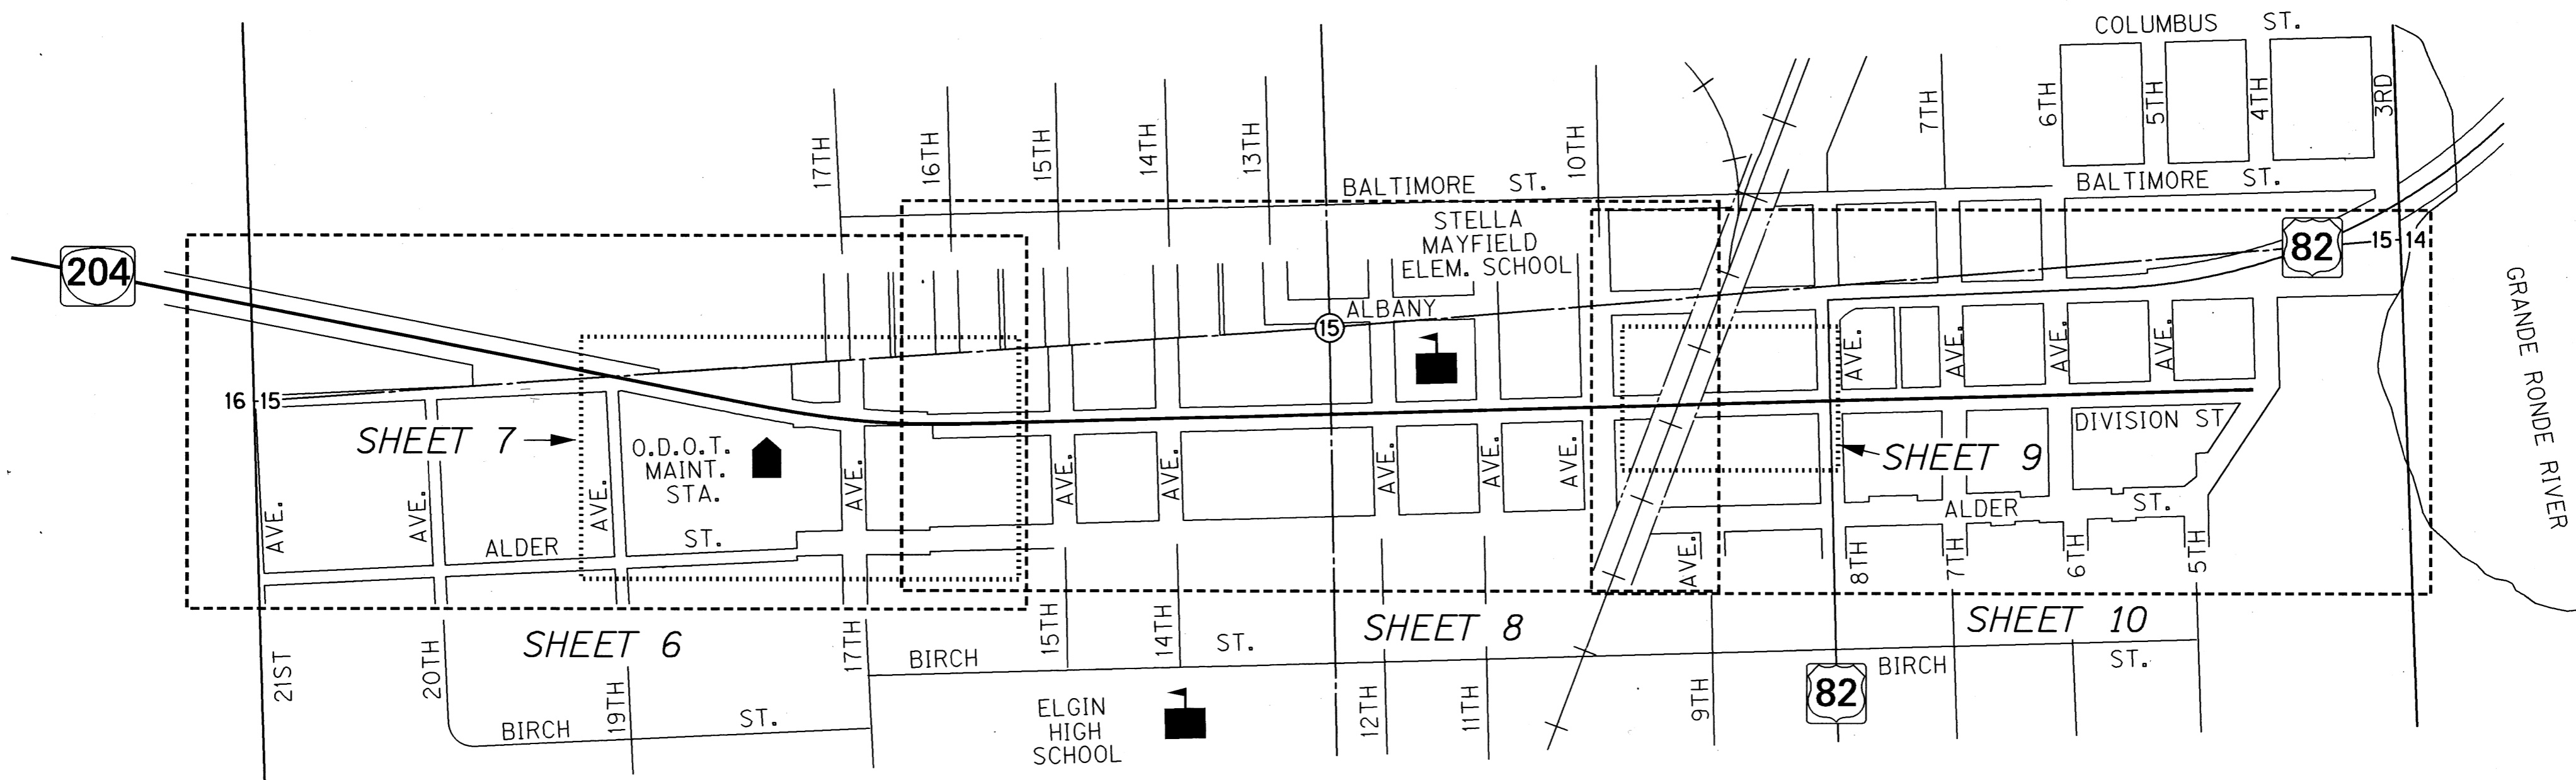 COLUMBUS ST.
17TH
16TH
15TH
14TH
13TH
10TH
7TH
6TH
5TH
4TH
3RD
BALTIMORE ST.
BALTIMORE ST.
STELLA
MAYFIELD
ELEM. SCHOOL
204
82
15-14
15
ALBANY
16 15
AVE.
AVE.
AVE.
AVE.
SHEET 7
O.D.O.T.
MAINT.
STA.
SHEET 9
DIVISION ST
GRANDE RONDE RIVER
AVE.
AVE.
AVE.
AVE.
AVE.
AVE.
AVE.
AVE.
AVE.
ALDER ST.
ALDER ST.
AVE.
8TH
7TH
6TH
5TH
SHEET 6
SHEET 8
SHEET 10
21ST
20TH
19TH
17TH
15TH
14TH
12TH
11TH
9TH
BIRCH ST.
BIRCH ST.
BIRCH ST.
82
ELGIN
HIGH
SCHOOL